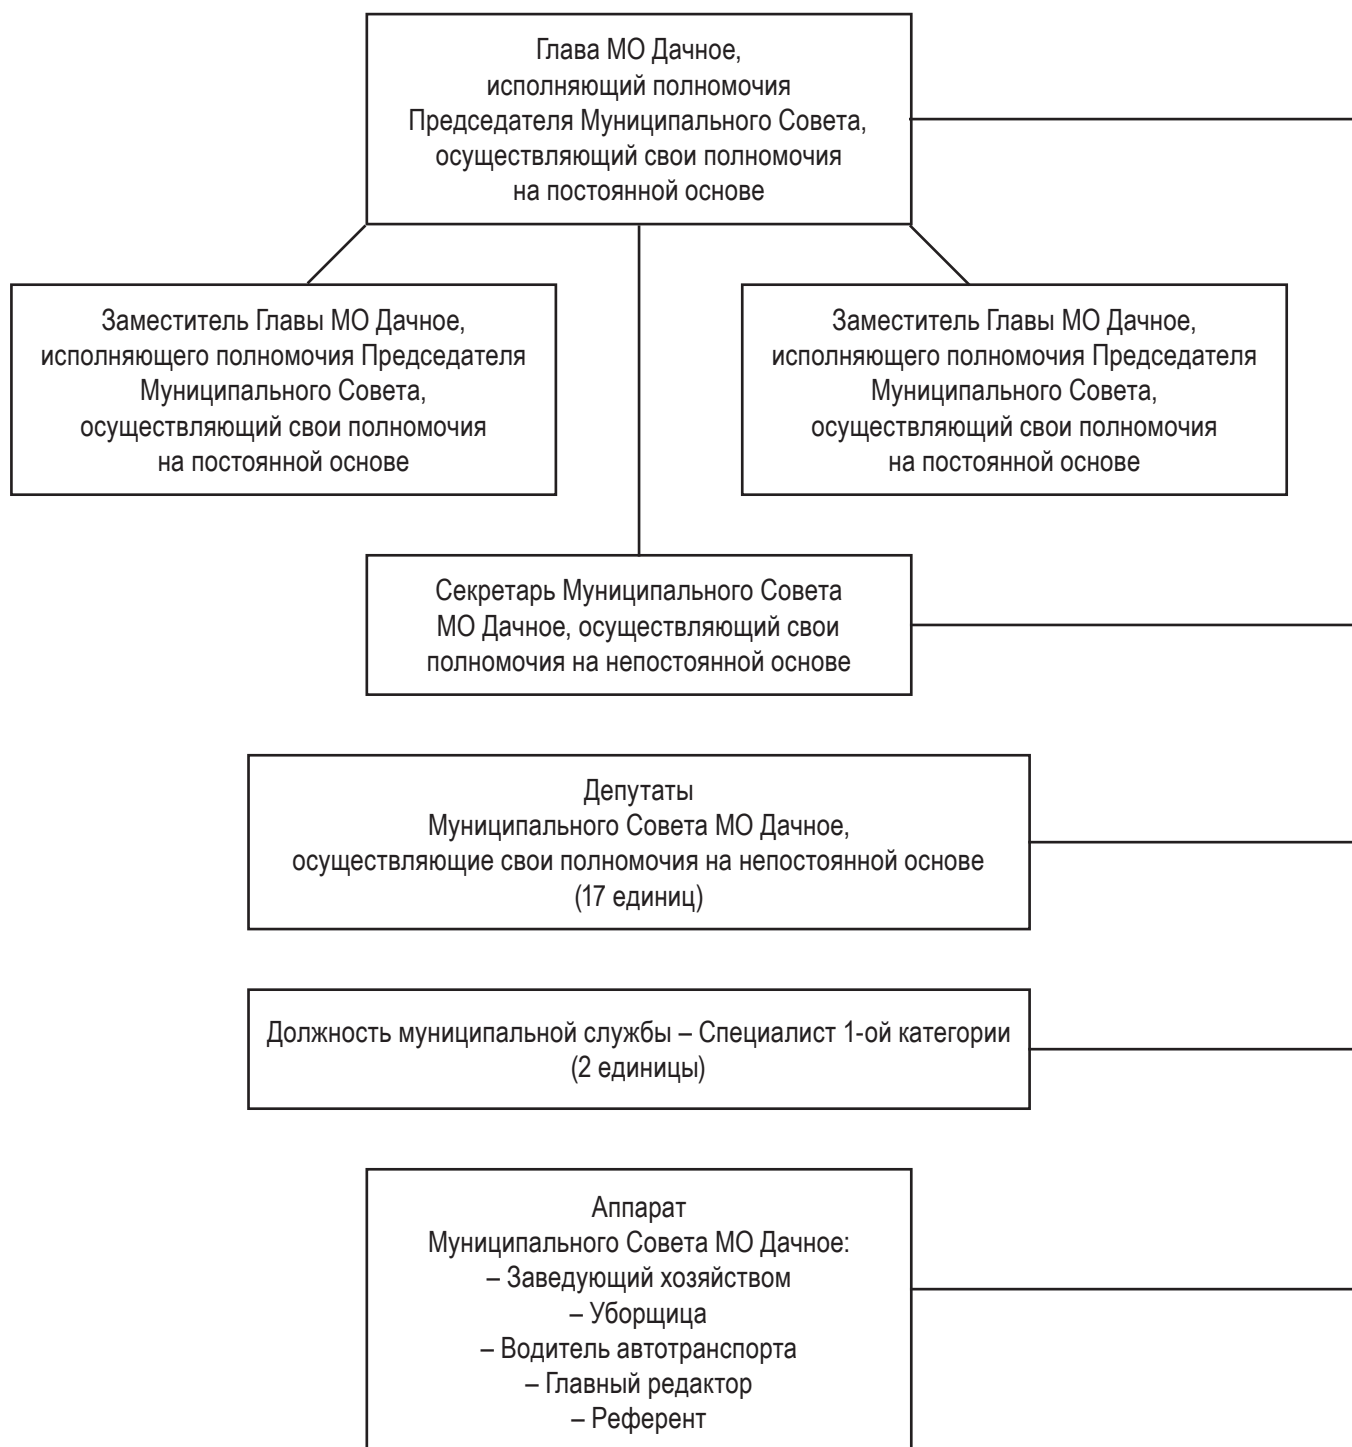 Глава МО Дачное,
исполняющий полномочия
Председателя Муниципального Совета,
осуществляющий свои полномочия
на постоянной основе
Заместитель Главы МО Дачное,
исполняющего полномочия Председателя
Муниципального Совета,
осуществляющий свои полномочия
на постоянной основе
Заместитель Главы МО Дачное,
исполняющего полномочия Председателя
Муниципального Совета,
осуществляющий свои полномочия
на постоянной основе
Секретарь Муниципального Совета
МО Дачное, осуществляющий свои
полномочия на непостоянной основе
Депутаты
Муниципального Совета МО Дачное,
осуществляющие свои полномочия на непостоянной основе
(17 единиц)
Должность муниципальной службы – Специалист 1-ой категории
(2 единицы)
Аппарат
Муниципального Совета МО Дачное:
– Заведующий хозяйством
– Уборщица
– Водитель автотранспорта
– Главный редактор
– Референт